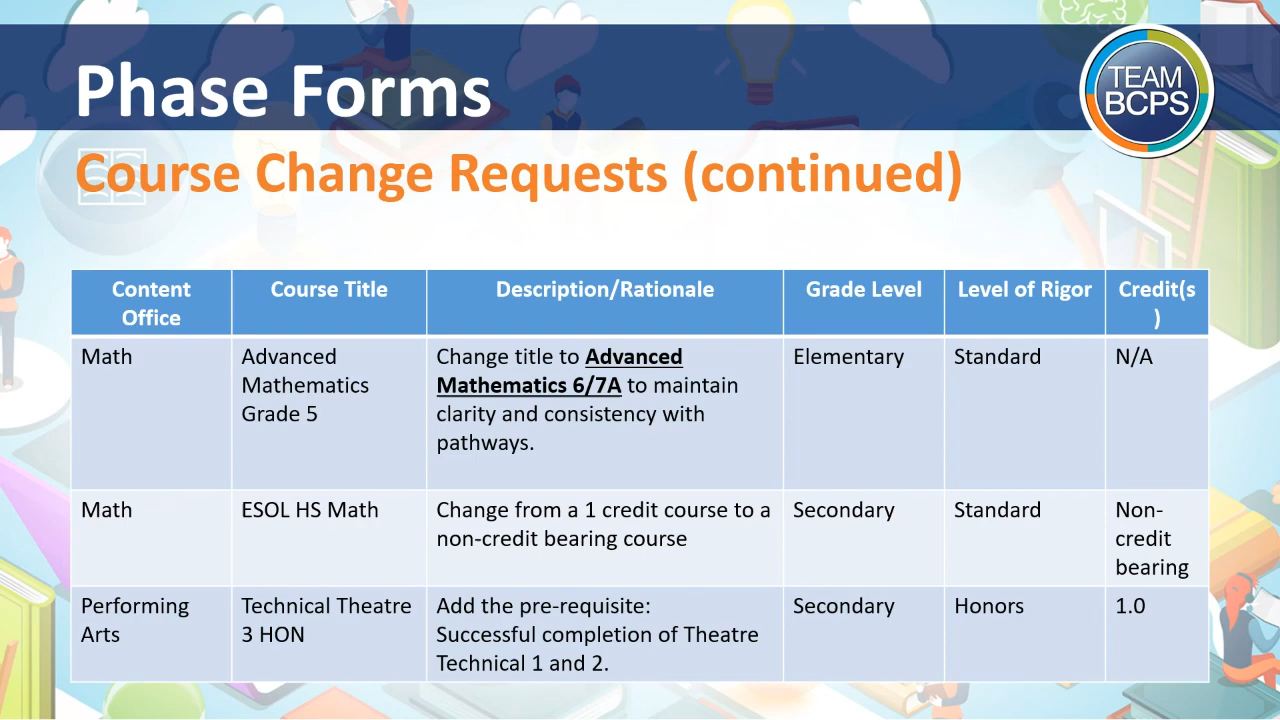 Phase Forms
TEAM
BCPS
Course Change Requests (continued)
Content
Office
Course Title
Description/Rationale
Grade Level
Level of Rigor
Credit(s
)
Math
Advanced
Mathematics
Grade 5
Change title to Advanced
Mathematics 6/7A to maintain
clarity and consistency with
pathways.
Elementary
Standard
N/A
Math
ESOL HS Math
Change from a 1 credit course to a
non-credit bearing course
Secondary
Standard
Non-
credit
bearing
Performing
Arts
Technical Theatre
3 HON
Add the pre-requisite:
Successful completion of Theatre
Technical 1 and 2.
Secondary
Honors
1.0